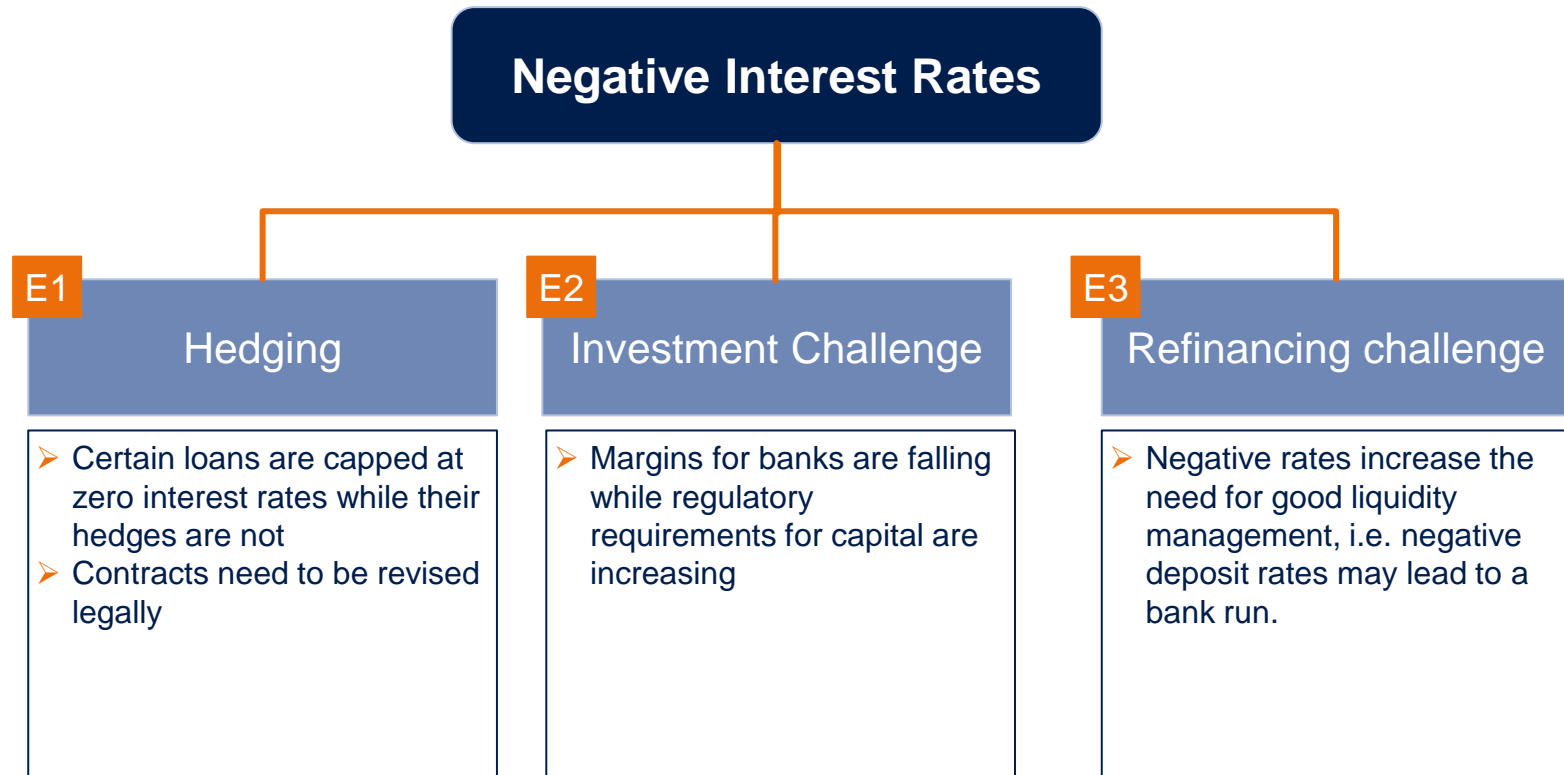 Negative Interest Rates
E1
Hedging
➢ Certain loans are capped at
zero interest rates while their
hedges are not
➢ Contracts need to be revised
legally
E2
Investment Challenge
➢ Margins for banks are falling
while regulatory
requirements for capital are
increasing
E3
Refinancing challenge
➢ Negative rates increase the
need for good liquidity
management, i.e. negative
deposit rates may lead to a
bank run.